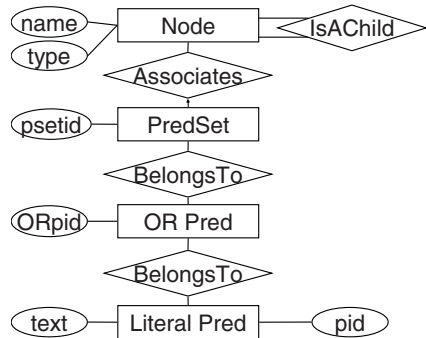 name
Node
IsAChild
type
Associates
psetid
PredSet
BelongsTo
ORpid
OR Pred
BelongsTo
text
Literal Pred
pid